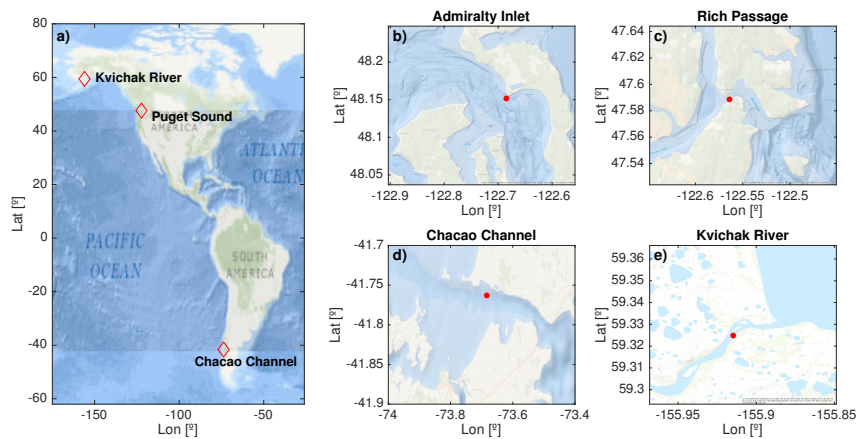 a)
80
60
40
20
0
-20
-40
-60
Lat [º]
-150
-100
-50
Lon [º]
Kvichak River
Puget Sound
AMERICA
ATLANTIC
OCEAN
PACIFIC
OCEAN
SOUTH
AMERICA
Chacao Channel
Admiralty Inlet
b)
48.2
48.15
48.1
48.05
Lat [º]
-122.9
-122.8
-122.7
-122.6
Lon [º]
Rich Passage
c)
47.64
47.6
47.58
47.56
47.54
Lat [º]
-122.6
-122.55
-122.5
Lon [º]
Chacao Channel
d)
-41.7
-41.75
-41.8
-41.85
-41.9
Lat [º]
-74
-73.8
-73.6
-73.4
Lon [º]
Kvichak River
e)
59.36
59.35
59.34
59.33
59.32
59.31
59.3
Lat [º]
-155.95
-155.9
-155.85
Lon [º]